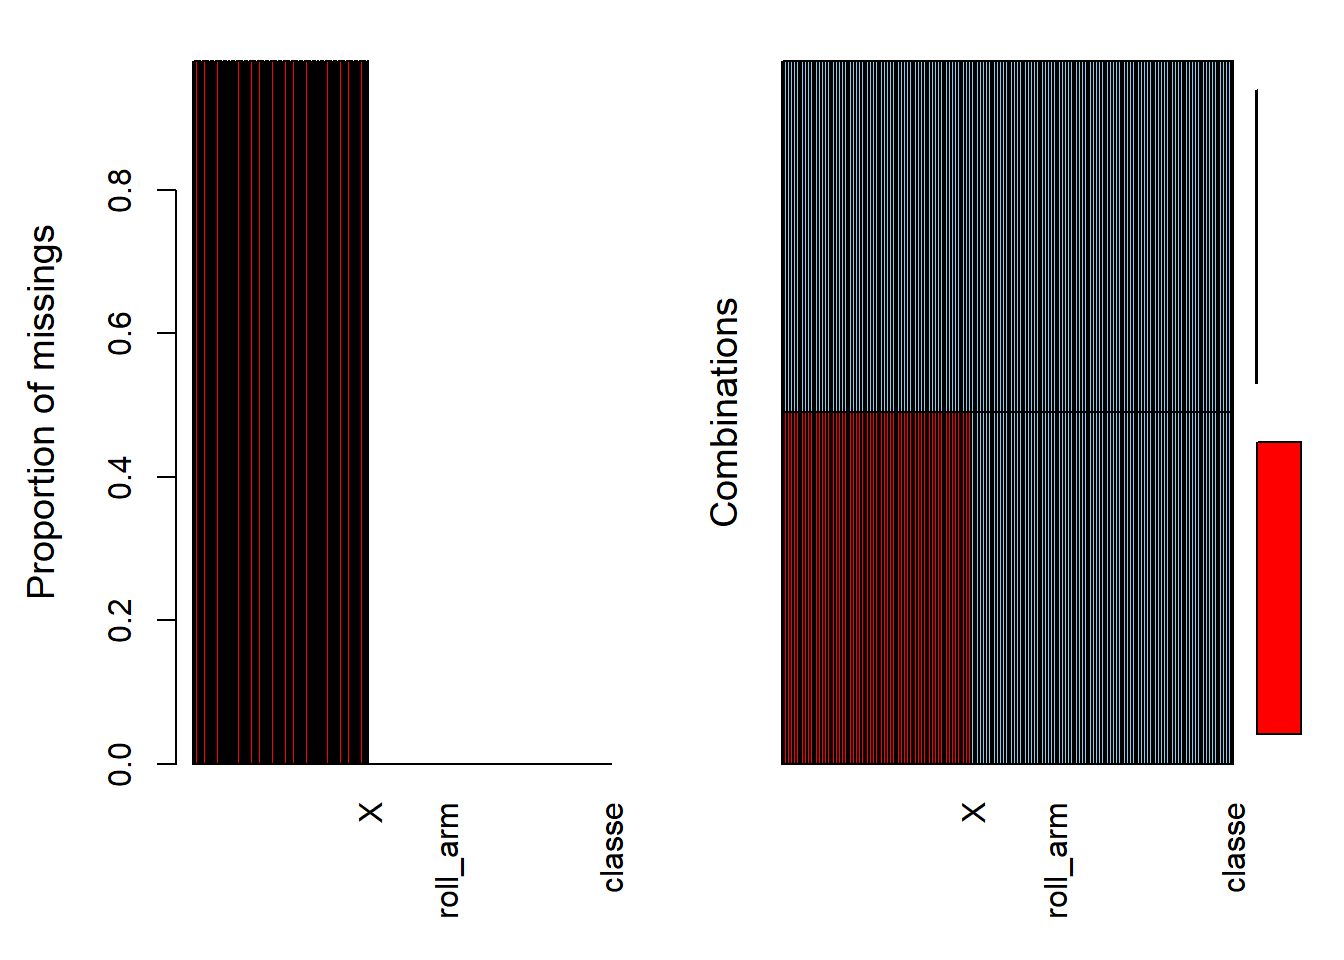 Proportion of missings
0.0
0.2
0.4
0.6
0.8
X
roll_arm
classe
Combinations
X
roll_arm
classe